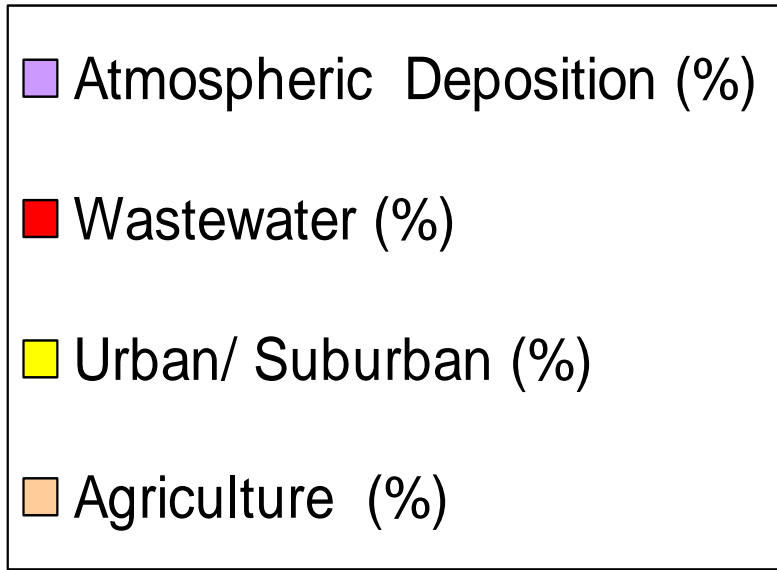 Atmospheric Deposition (%)
Wastewater (%)
Urban/ Suburban (%)
Agriculture (%)